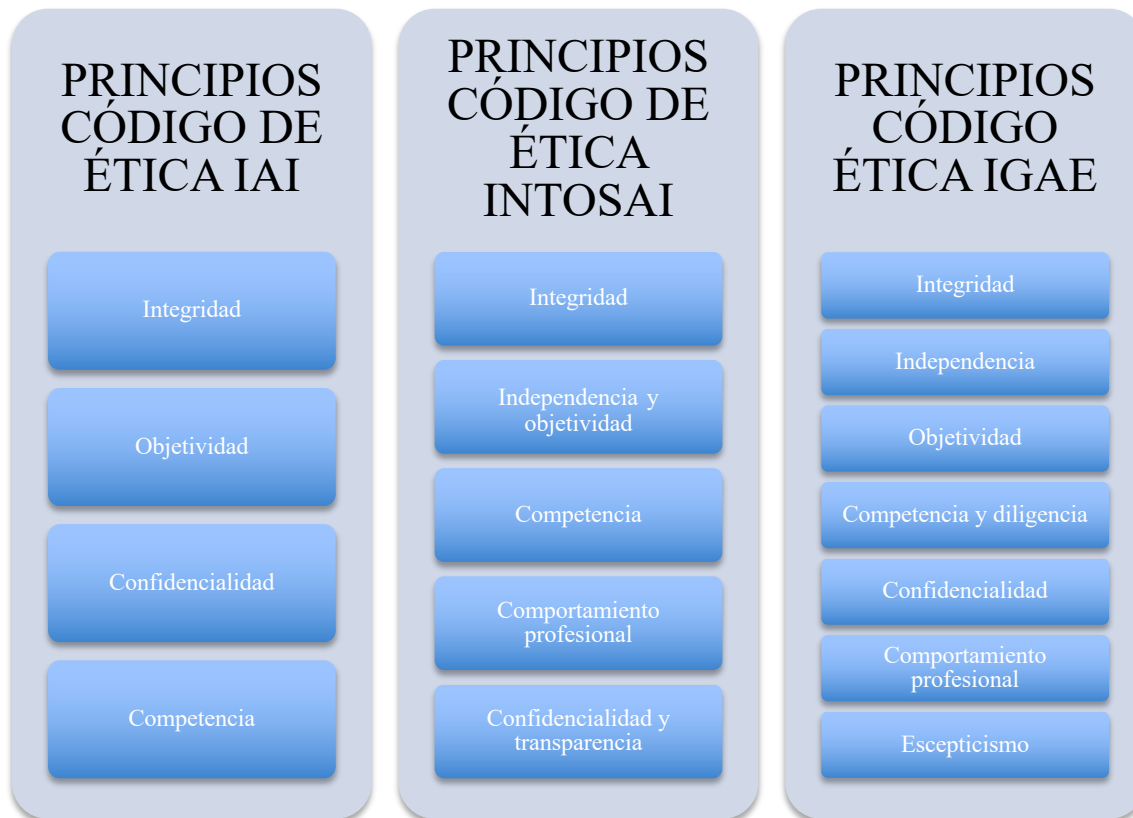 PRINCIPIOS
CÓDIGO DE
ÉTICA IAI
Integridad
Objetividad
Confidencialidad
Competencia
PRINCIPIOS
CÓDIGO DE
ÉTICA
INTOSAI
Integridad
Independencia y
objetividad
Competencia
Comportamiento
profesional
Confidencialidad y
transparencia
PRINCIPIOS
CÓDIGO
ÉTICA IGAE
Integridad
Independencia
Objetividad
Competencia y diligencia
Confidencialidad
Comportamiento
profesional
Escepticismo